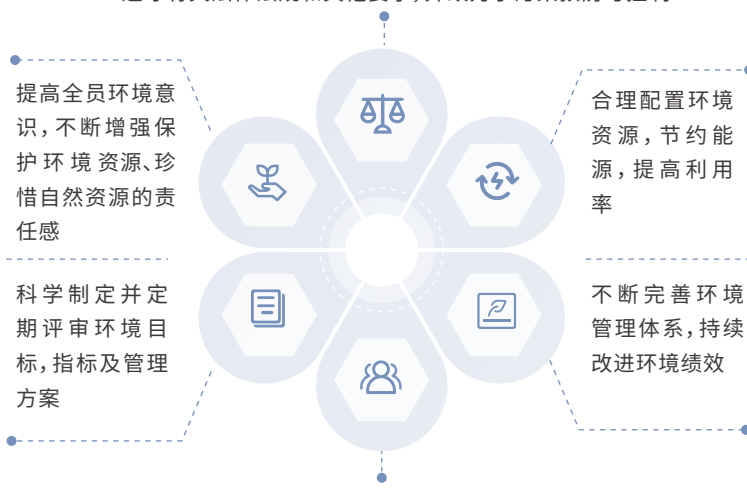 提高全员环境意
识，不断增强保
护环境资源、珍
惜自然资源的责
任感
合理配置环境
资源，节约能
源，提高利用
率
科学制定并定
期评审环境目
标，指标及管理
方案
不断完善环境
管理体系，持续
改进环境绩效